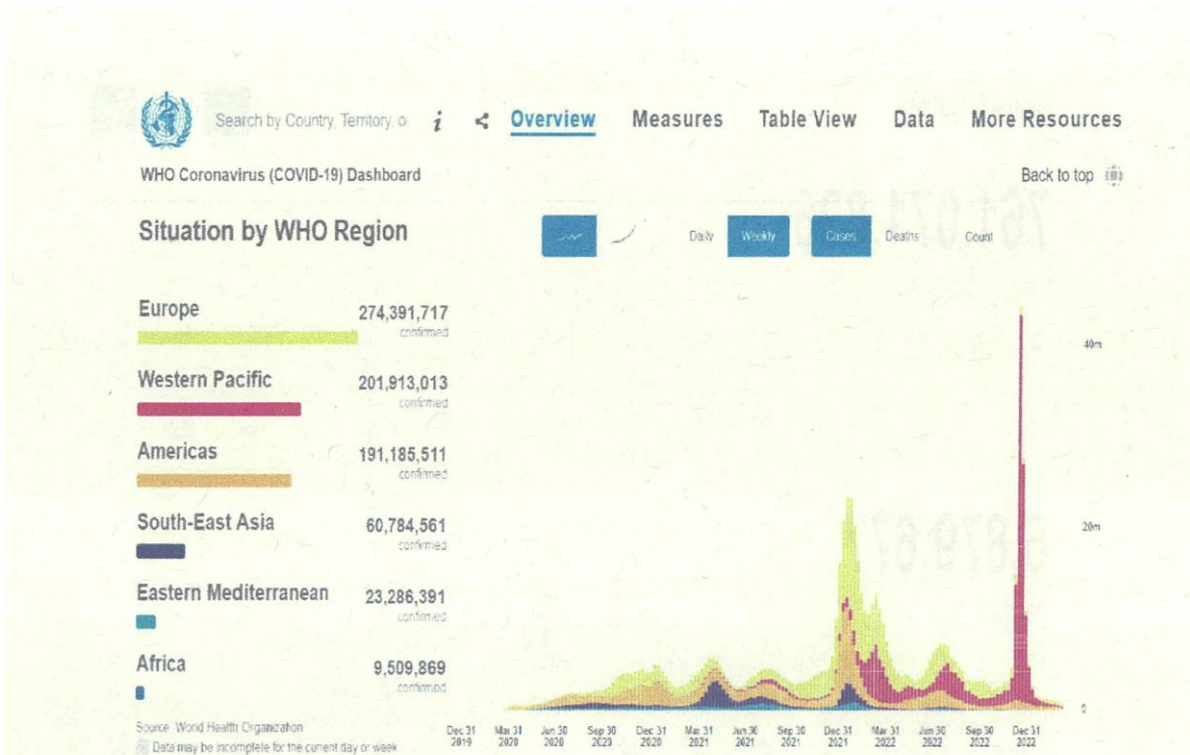 Search by Country, Territory, o
Overview Measures Table View Data More Resources
WHO Coronavirus (COVID-19) Dashboard
Back to top
Situation by WHO Region
Daily Weekly Cases Deaths Count
Europe 274,391,717
confirmed
Western Pacific 201,913,013
confirmed
Americas 191,185,511
confirmed
South-East Asia 60,784,561
confirmed
Eastern Mediterranean 23,286,391
confirmed
Africa 9,509,869
confirmed
40m
20m
0
Dec 31 Mar 31 Jun 30 Sep 30 Dec 31 Mar 31 Jun 30 Sep 30 Dec 31 Mar 31 Jun 30 Sep 30 Dec 31
2019 2020 2020 2020 2020 2021 2021 2021 2021 2022 2022 2022 2022
Source: World Health Organization
Data may be incomplete for the current day or week